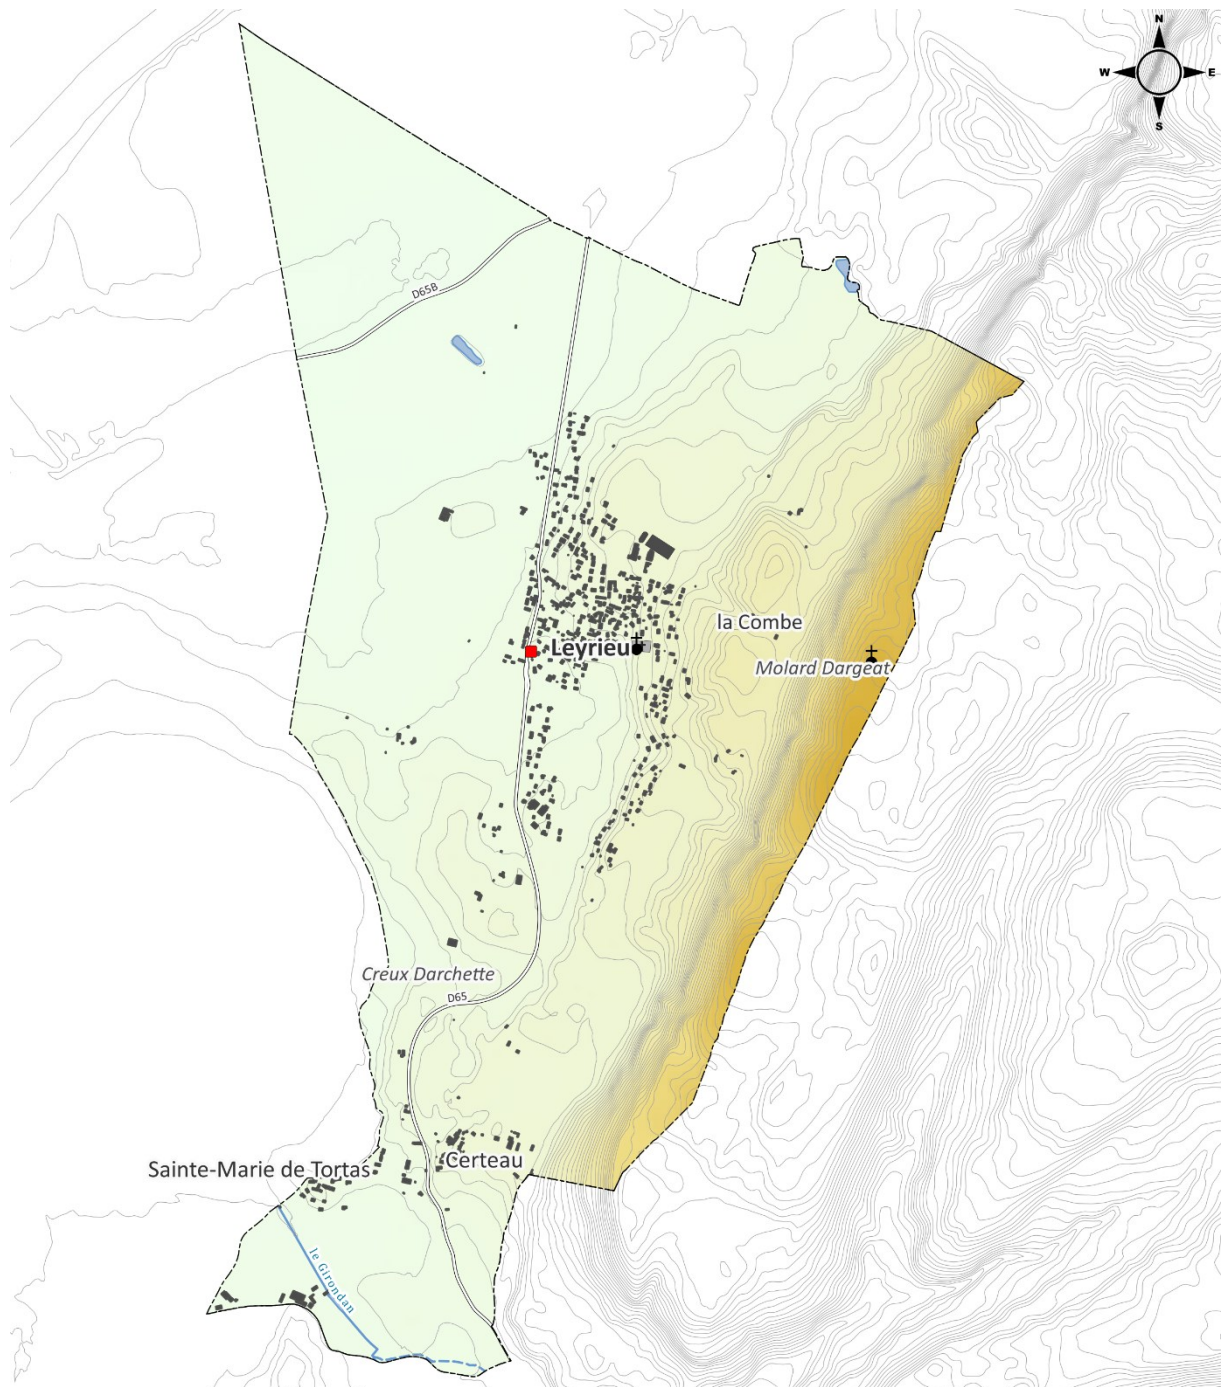 N
W E
S
D65B
la Combe
Leyrieu
Molard Dargeat
Creux Darchette
D65
Certeau
Sainte-Marie de Tortas
le Girondan